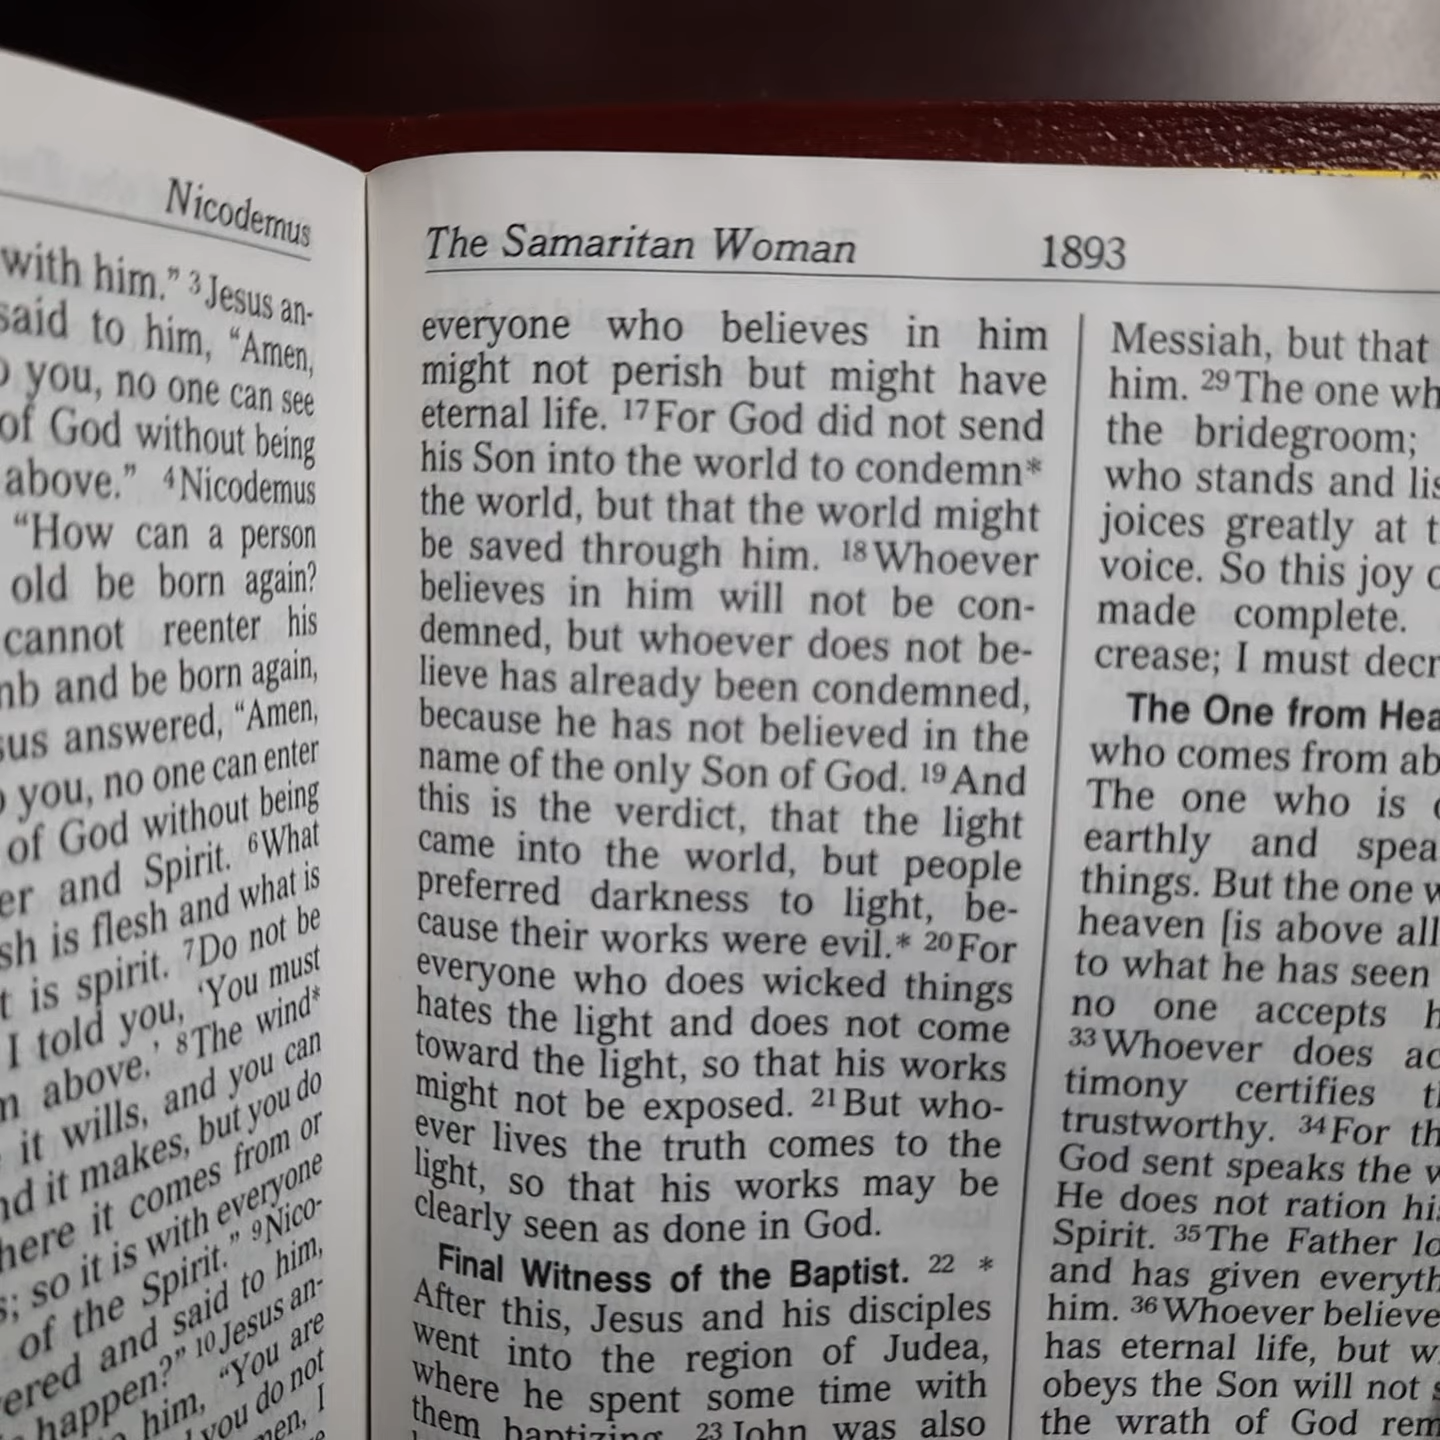 Nicodemus
with him.” 3 Jesus an-
said to him, “Amen,
you, no one can see
of God without being
above.” 4 Nicodemus
“How can a person
old be born again?
cannot reenter his
and be born again,
answered, “Amen,
you, no one can enter
of God without being
and Spirit. 6 What
is flesh and what is
is spirit. 7 Do not be
I told you, ‘You must
above.’ 8 The wind*
it wills, and you can
it makes, but you do
it comes from or
so it is with everyone
of the Spirit.” 9 Nico-
and said to him,
happen?” 10 Jesus an-
him, “You are
you do not
I
The Samaritan Woman 1893
everyone who believes in him
might not perish but might have
eternal life. 17 For God did not send
his Son into the world to condemn*
the world, but that the world might
be saved through him. 18 Whoever
believes in him will not be con-
demned, but whoever does not be-
lieve has already been condemned,
because he has not believed in the
name of the only Son of God. 19 And
this is the verdict, that the light
came into the world, but people
preferred darkness to light, be-
cause their works were evil.* 20 For
everyone who does wicked things
hates the light and does not come
toward the light, so that his works
might not be exposed. 21 But who-
ever lives the truth comes to the
light, so that his works may be
clearly seen as done in God.
Final Witness of the Baptist. 22 *
After this, Jesus and his disciples
went into the region of Judea,
where he spent some time with
them baptizing. 23 John was also
Messiah, but that
him. 29 The one
the bridegroom;
who stands and
joices greatly at
voice. So this joy
made complete.
crease; I must
The One from
who comes from
The one who is
earthly and
things. But the one
heaven [is above all
to what he has seen
no one accepts
33 Whoever does
timony certifies
trustworthy. 34 For
God sent speaks the
He does not ration
Spirit. 35 The Father
and has given
him. 36 Whoever
has eternal life, but
obeys the Son will not
the wrath of God